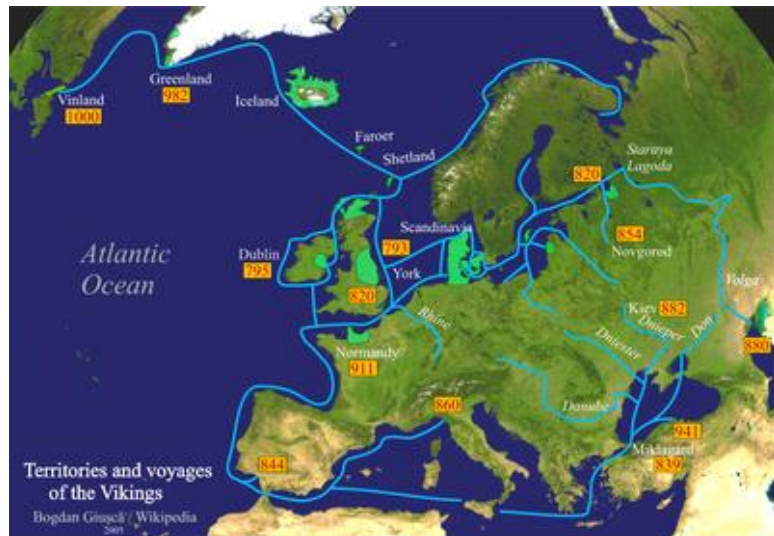 Greenland
982
Vinland
1000
Iceland
Faroer
Shetland
Staraya
Lagoda
820
Scandinavia
854
Novgorod
Atlantic
Ocean
Dublin
795
793
York
820
Rhine
Normandy
911
Kiev
882
Dnieper
Don
Volga
880
Dniester
Danube
860
941
Miklagard
839
844
Territories and voyages
of the Vikings
Bogdan Giuşcă / Wikipedia
2005